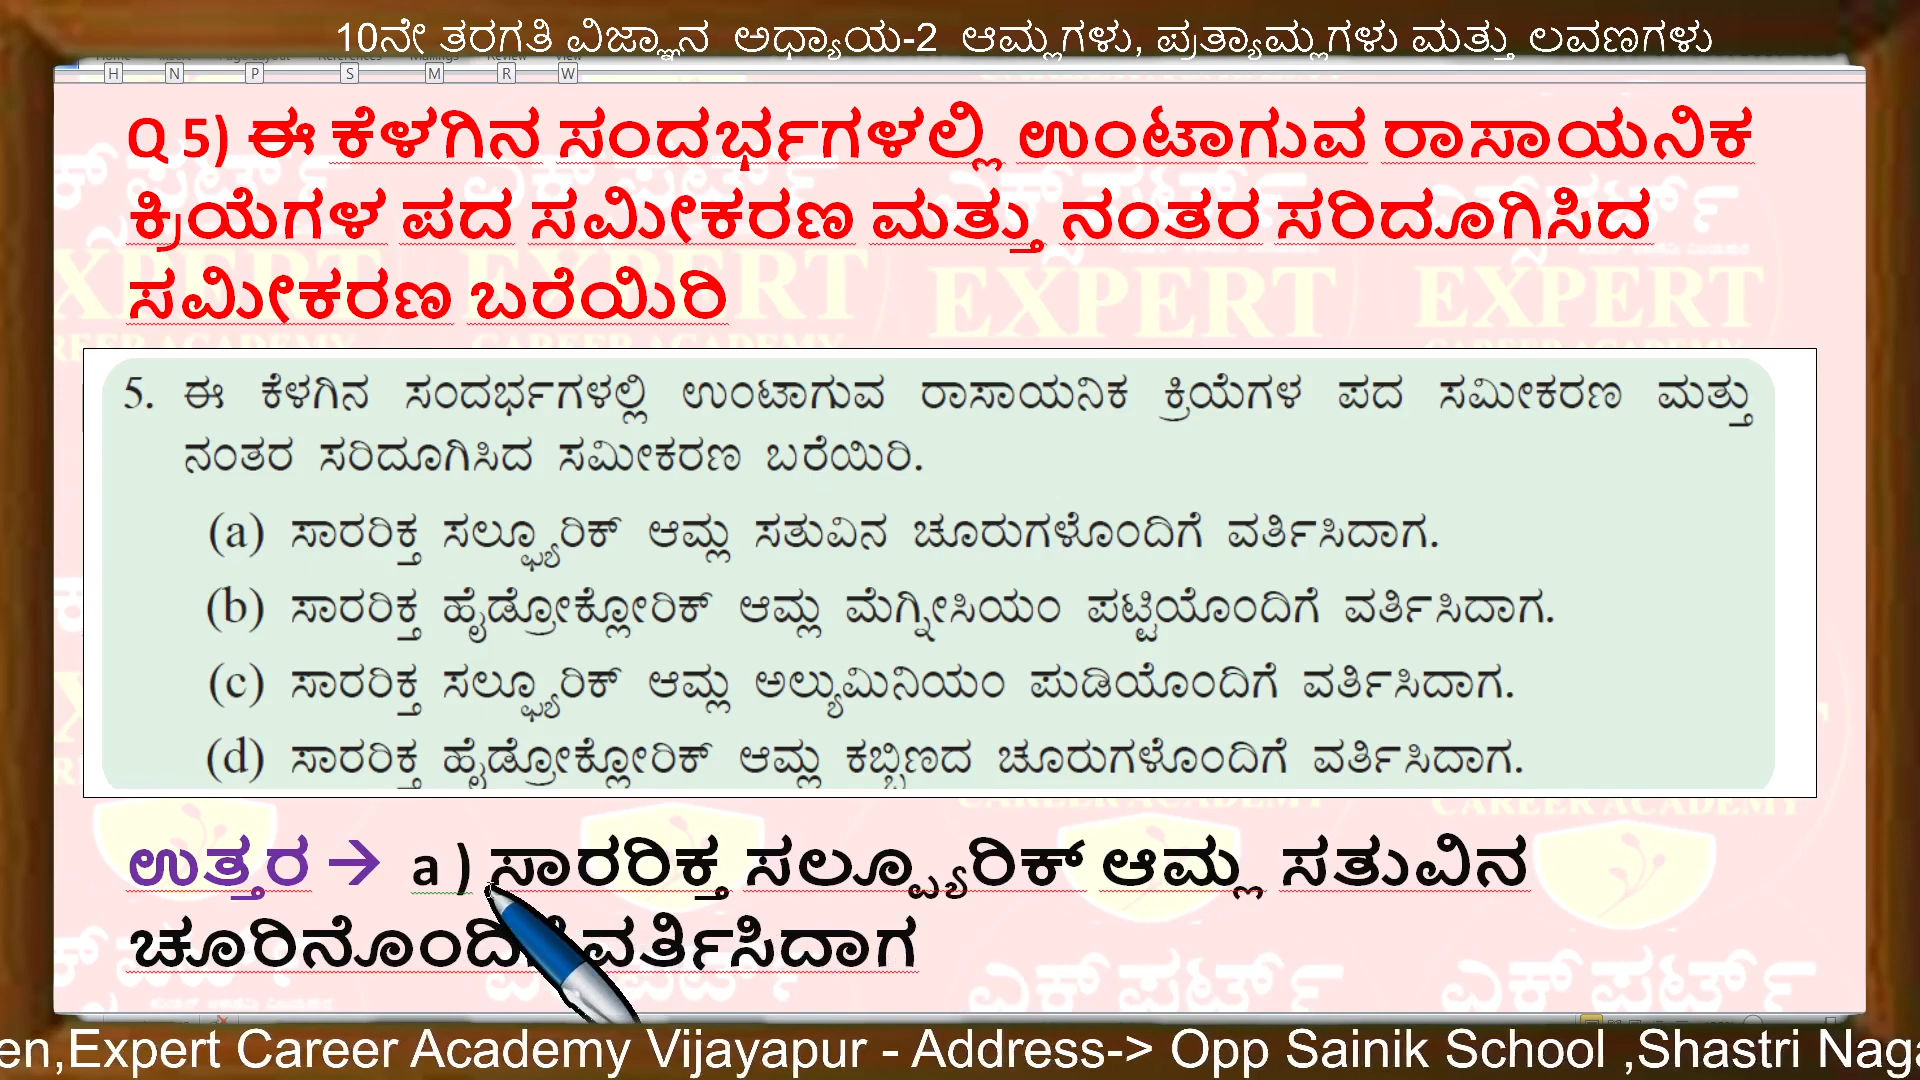 10ನೇ ತರಗತಿ ವಿಜ್ಞಾನ ಅಧ್ಯಾಯ-2 ಆಮ್ಲಗಳು, ಪ್ರತ್ಯಾಮ್ಲಗಳು ಮತ್ತು ಲವಣಗಳು
H N P S M R W
Q 5) ಈ ಕೆಳಗಿನ ಸಂದರ್ಭಗಳಲ್ಲಿ ಉಂಟಾಗುವ ರಾಸಾಯನಿಕ
ಕ್ರಿಯೆಗಳ ಪದ ಸಮೀಕರಣ ಮತ್ತು ನಂತರ ಸರಿದೂಗಿಸಿದ
ಸಮೀಕರಣ ಬರೆಯಿರಿ
5. ಈ ಕೆಳಗಿನ ಸಂದರ್ಭಗಳಲ್ಲಿ ಉಂಟಾಗುವ ರಾಸಾಯನಿಕ ಕ್ರಿಯೆಗಳ ಪದ ಸಮೀಕರಣ ಮತ್ತು
ನಂತರ ಸರಿದೂಗಿಸಿದ ಸಮೀಕರಣ ಬರೆಯಿರಿ.
(a) ಸಾರರಿಕ್ತ ಸಲ್ಫ್ಯೂರಿಕ್ ಆಮ್ಲ ಸತುವಿನ ಚೂರುಗಳೊಂದಿಗೆ ವರ್ತಿಸಿದಾಗ.
(b) ಸಾರರಿಕ್ತ ಹೈಡ್ರೋಕ್ಲೋರಿಕ್ ಆಮ್ಲ ಮೆಗ್ನೀಸಿಯಂ ಪಟ್ಟಿಯೊಂದಿಗೆ ವರ್ತಿಸಿದಾಗ.
(c) ಸಾರರಿಕ್ತ ಸಲ್ಫ್ಯೂರಿಕ್ ಆಮ್ಲ ಅಲ್ಯುಮಿನಿಯಂ ಪುಡಿಯೊಂದಿಗೆ ವರ್ತಿಸಿದಾಗ.
(d) ಸಾರರಿಕ್ತ ಹೈಡ್ರೋಕ್ಲೋರಿಕ್ ಆಮ್ಲ ಕಬ್ಬಿಣದ ಚೂರುಗಳೊಂದಿಗೆ ವರ್ತಿಸಿದಾಗ.
ಉತ್ತರ → a ) ಸಾರರಿಕ್ತ ಸಲ್ಪ್ಯೂರಿಕ್ ಆಮ್ಲ ಸತುವಿನ
ಚೂರಿನೊಂದಿಗೆ ವರ್ತಿಸಿದಾಗ
en,Expert Career Academy Vijayapur - Address-> Opp Sainik School ,Shastri Naga